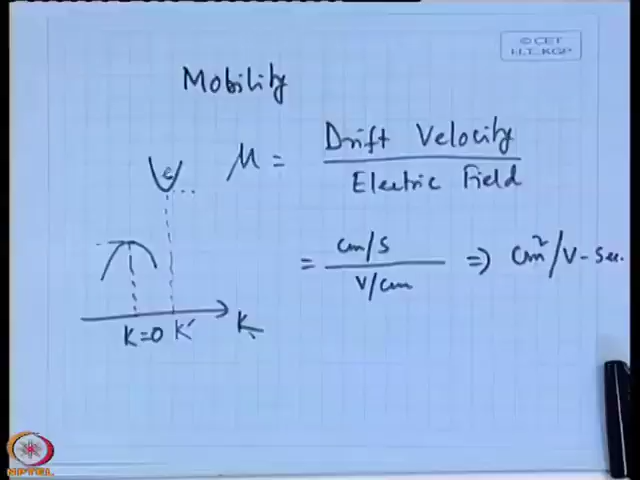 © CET
I.I.T. KGP
Mobility
μ = Drift Velocity
Electric Field
= cm/s
V/cm
⇒ cm²/V-sec.
e
K=0 K′ K
NPTEL